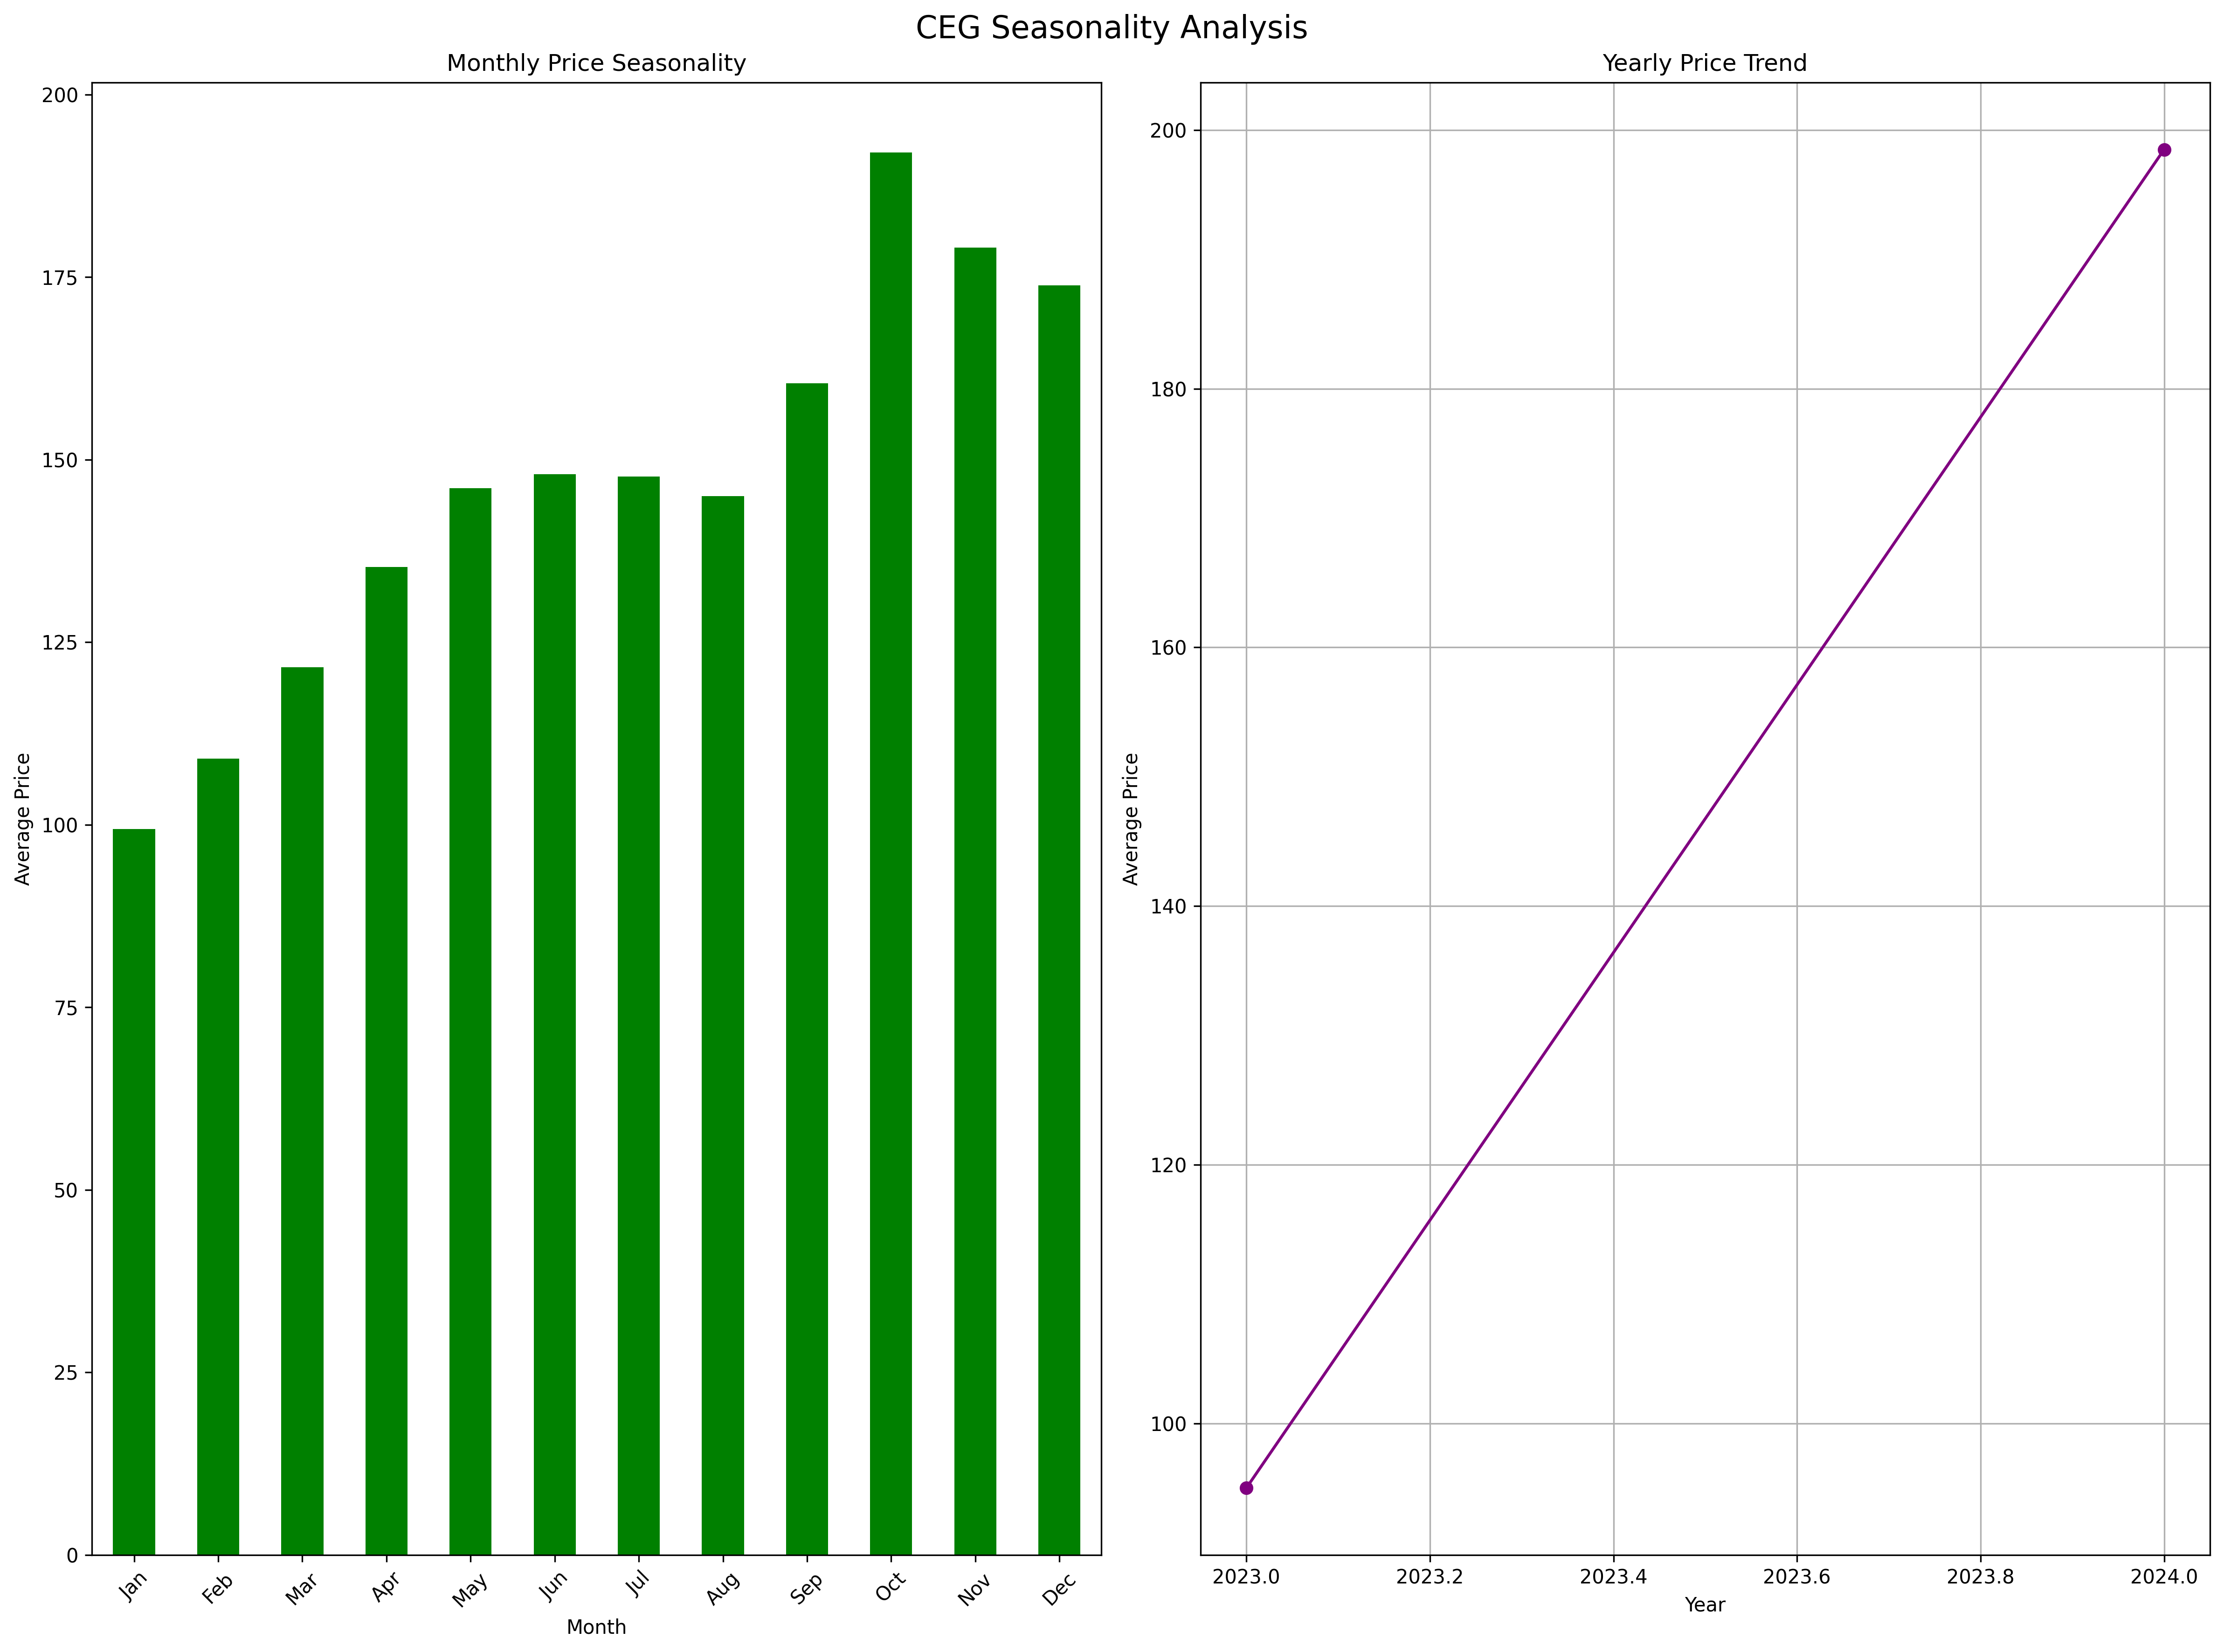 CEG Seasonality Analysis
Monthly Price Seasonality
Average Price
200
175
150
125
100
75
50
25
0
Jan
Feb
Mar
Apr
May
Jun
Jul
Aug
Sep
Oct
Nov
Dec
Month
Yearly Price Trend
Average Price
200
180
160
140
120
100
2023.0
2023.2
2023.4
2023.6
2023.8
2024.0
Year